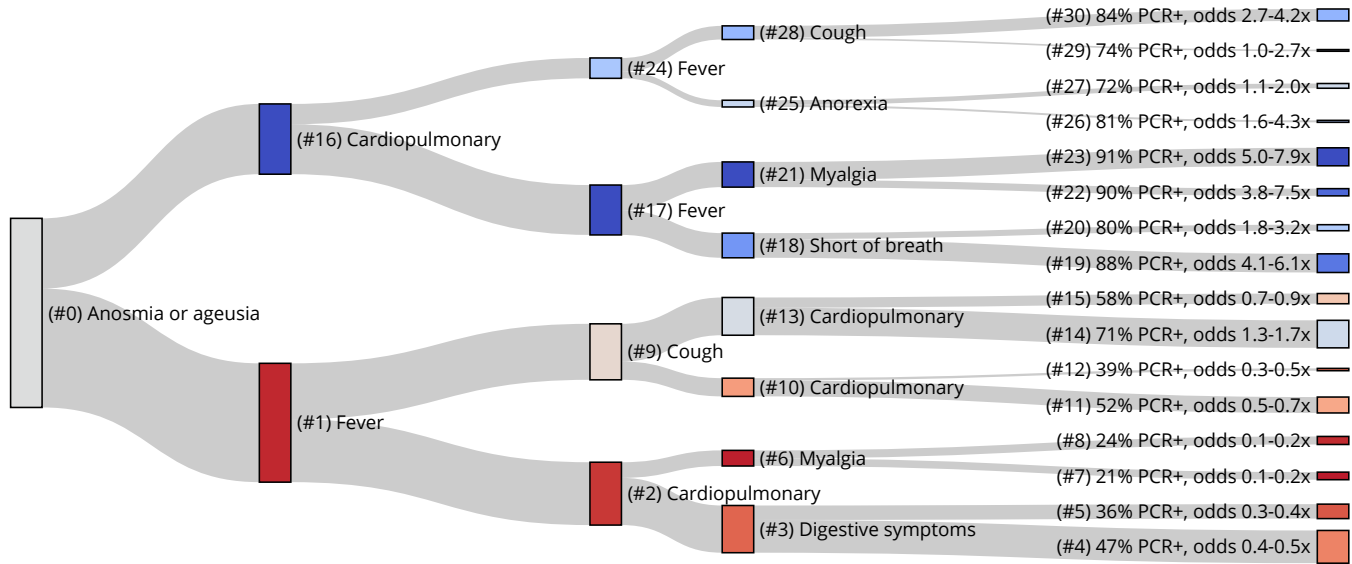 (#30) 84% PCR+, odds 2.7-4.2x
(#28) Cough
(#29) 74% PCR+, odds 1.0-2.7x
(#24) Fever
(#27) 72% PCR+, odds 1.1-2.0x
(#25) Anorexia
(#26) 81% PCR+, odds 1.6-4.3x
(#16) Cardiopulmonary
(#23) 91% PCR+, odds 5.0-7.9x
(#21) Myalgia
(#22) 90% PCR+, odds 3.8-7.5x
(#17) Fever
(#20) 80% PCR+, odds 1.8-3.2x
(#18) Short of breath
(#19) 88% PCR+, odds 4.1-6.1x
(#0) Anosmia or ageusia
(#15) 58% PCR+, odds 0.7-0.9x
(#13) Cardiopulmonary
(#14) 71% PCR+, odds 1.3-1.7x
(#9) Cough
(#12) 39% PCR+, odds 0.3-0.5x
(#10) Cardiopulmonary
(#11) 52% PCR+, odds 0.5-0.7x
(#1) Fever
(#8) 24% PCR+, odds 0.1-0.2x
(#6) Myalgia
(#7) 21% PCR+, odds 0.1-0.2x
(#2) Cardiopulmonary
(#5) 36% PCR+, odds 0.3-0.4x
(#3) Digestive symptoms
(#4) 47% PCR+, odds 0.4-0.5x